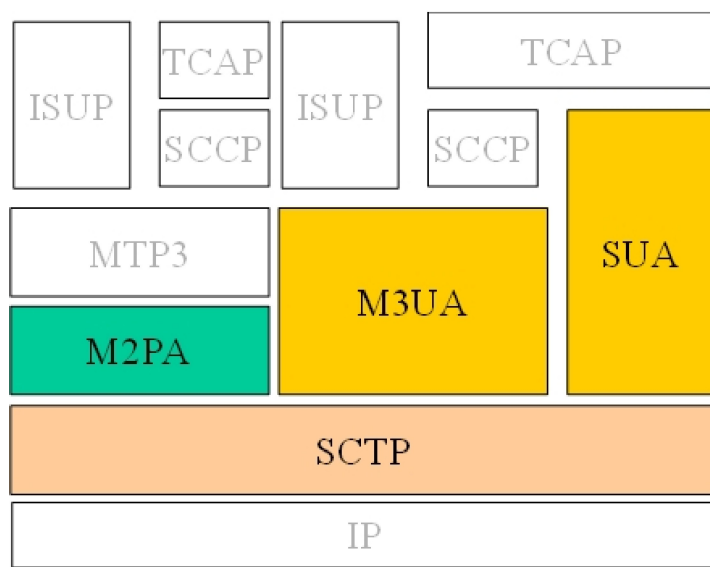 TCAP
TCAP
ISUP
ISUP
SCCP
SCCP
MTP3
SUA
M3UA
M2PA
SCTP
IP